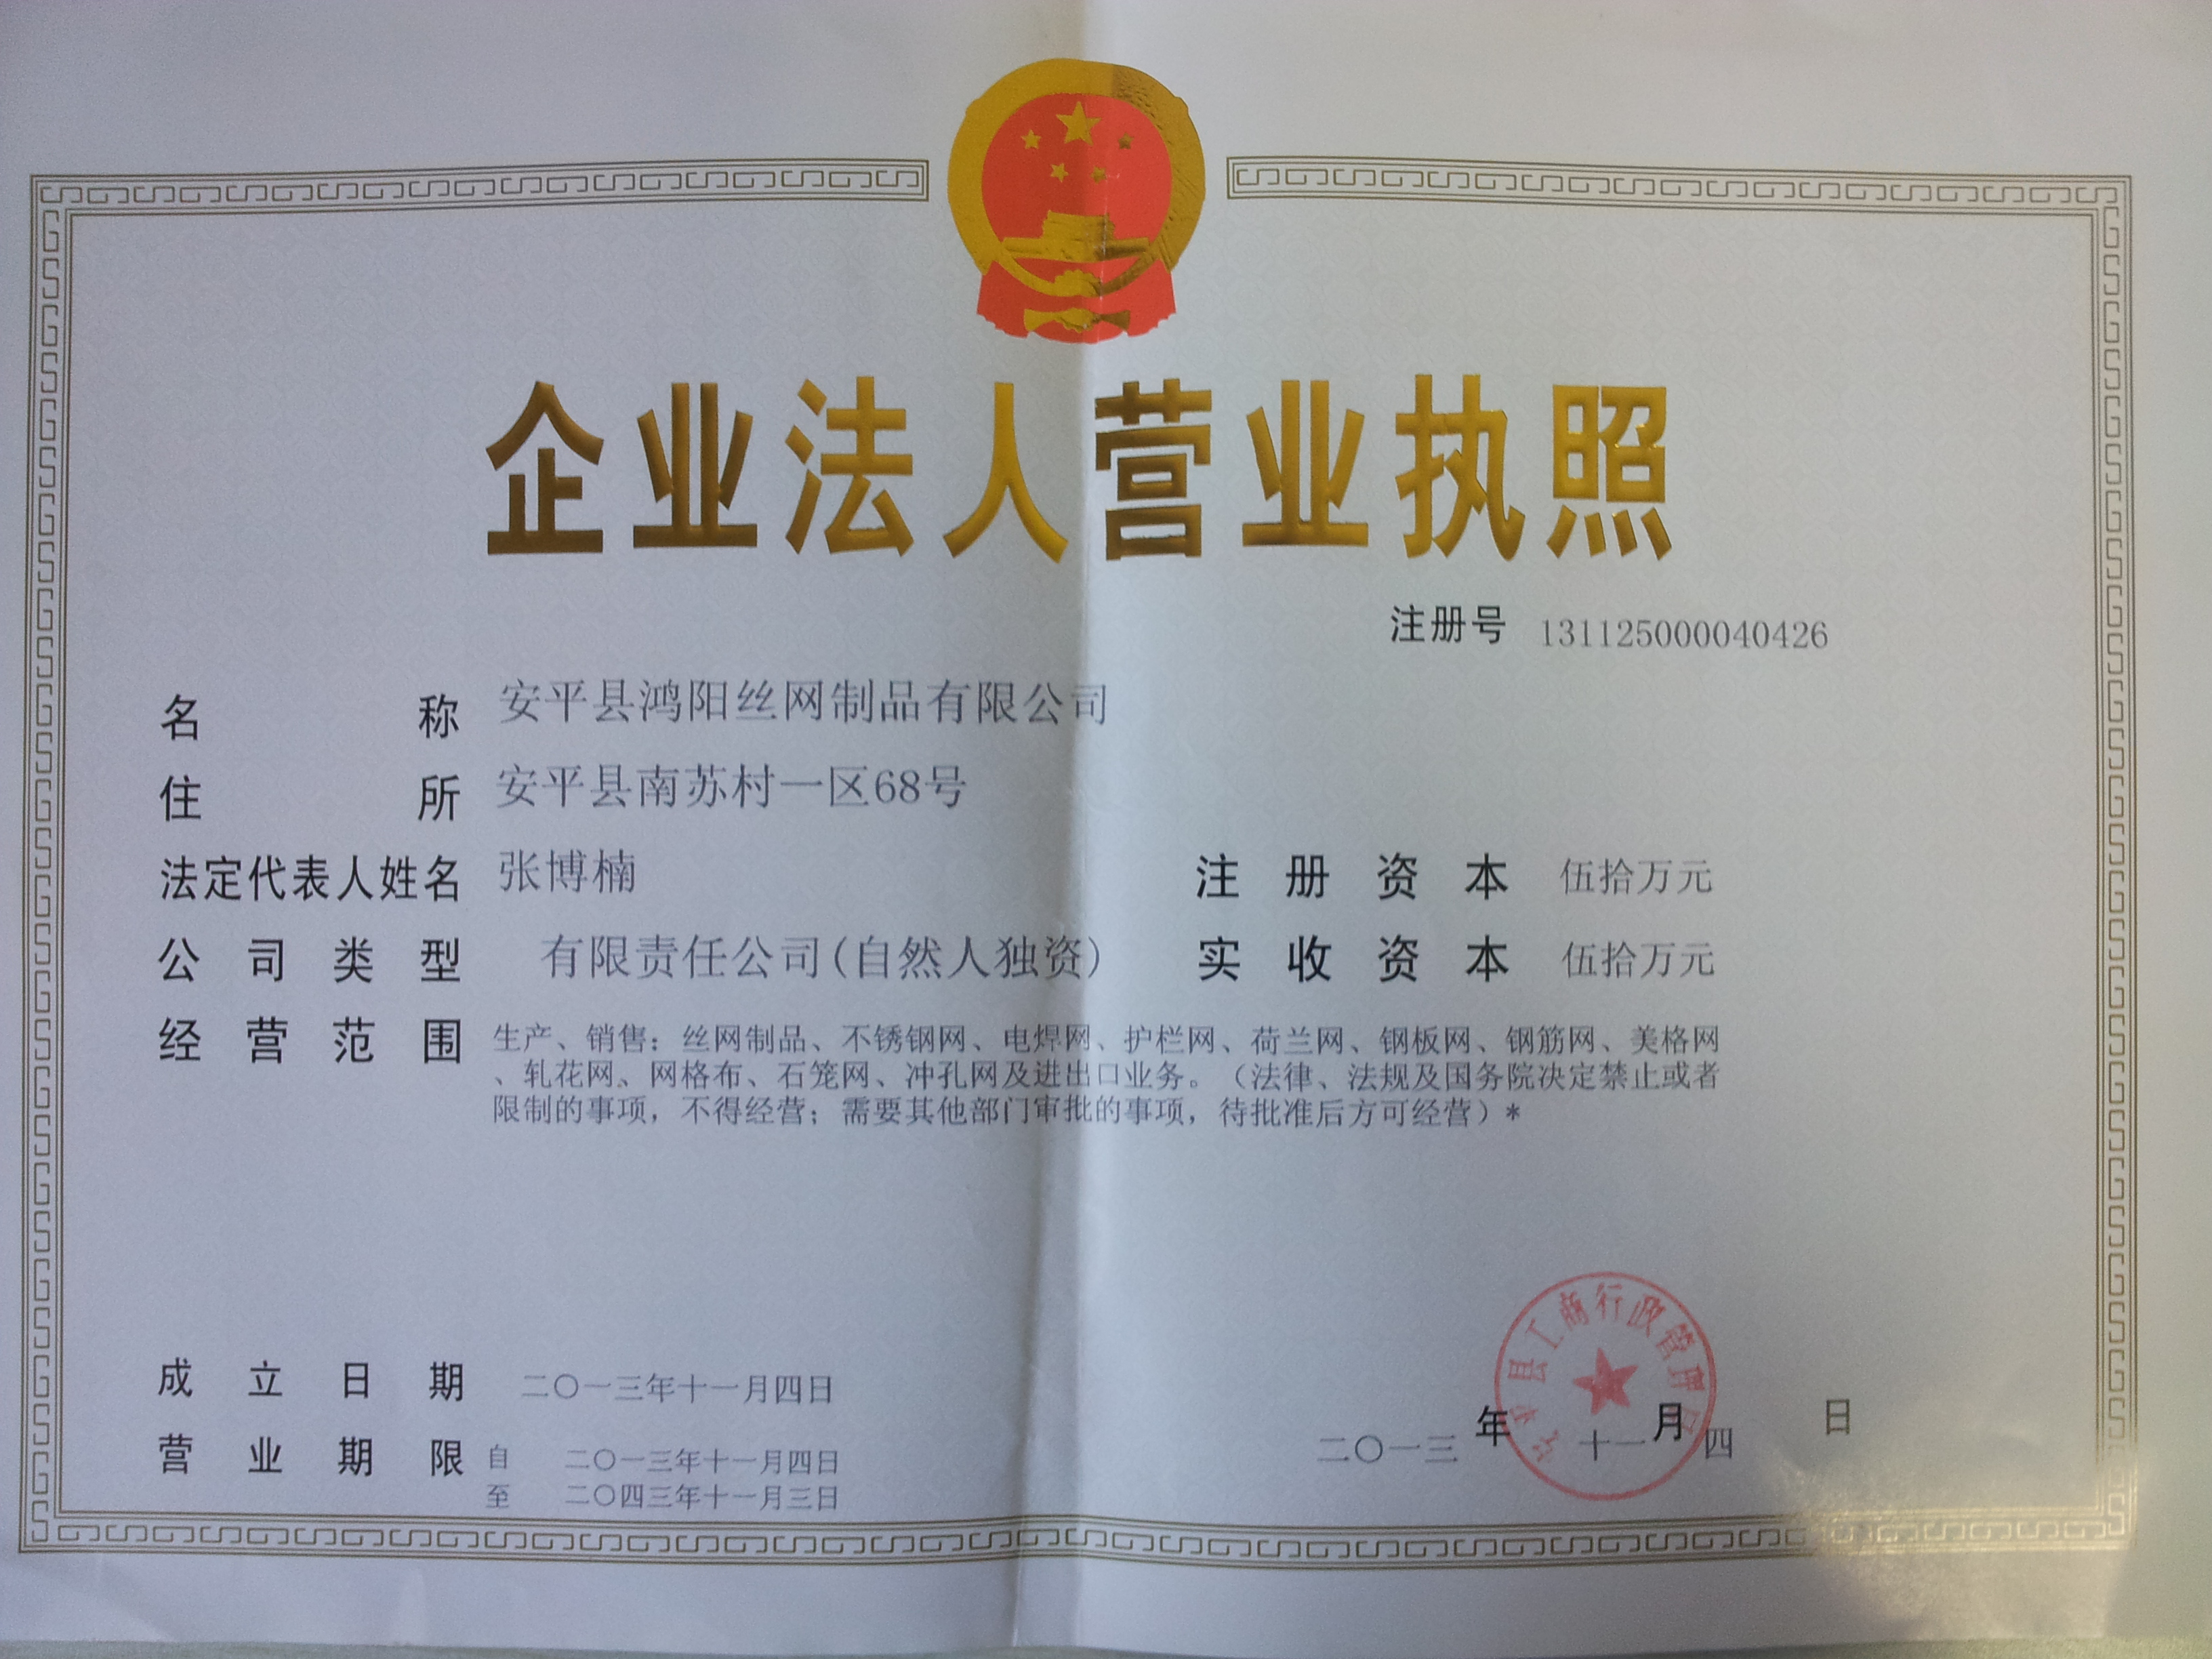 企业法人营业执照
注册号 131125000040426
名称 安平县鸿阳丝网制品有限公司
住所 安平县南苏村一区68号
法定代表人姓名 张博楠
注册资本 伍拾万元
公司类型 有限责任公司(自然人独资)
实收资本 伍拾万元
经营范围 生产、销售：丝网制品、不锈钢网、电焊网、护栏网、荷兰网、钢板网、钢筋网、美格网
、轧花网、网格布、石笼网、冲孔网及进出口业务。（法律、法规及国务院决定禁止或者
限制的事项，不得经营；需要其他部门审批的事项，待批准后方可经营）*
成立日期 二〇一三年十一月四日
营业期限 自 二〇一三年十一月四日
至 二〇四三年十一月三日
安平县工商行政管理局
二〇一三年十一月四日